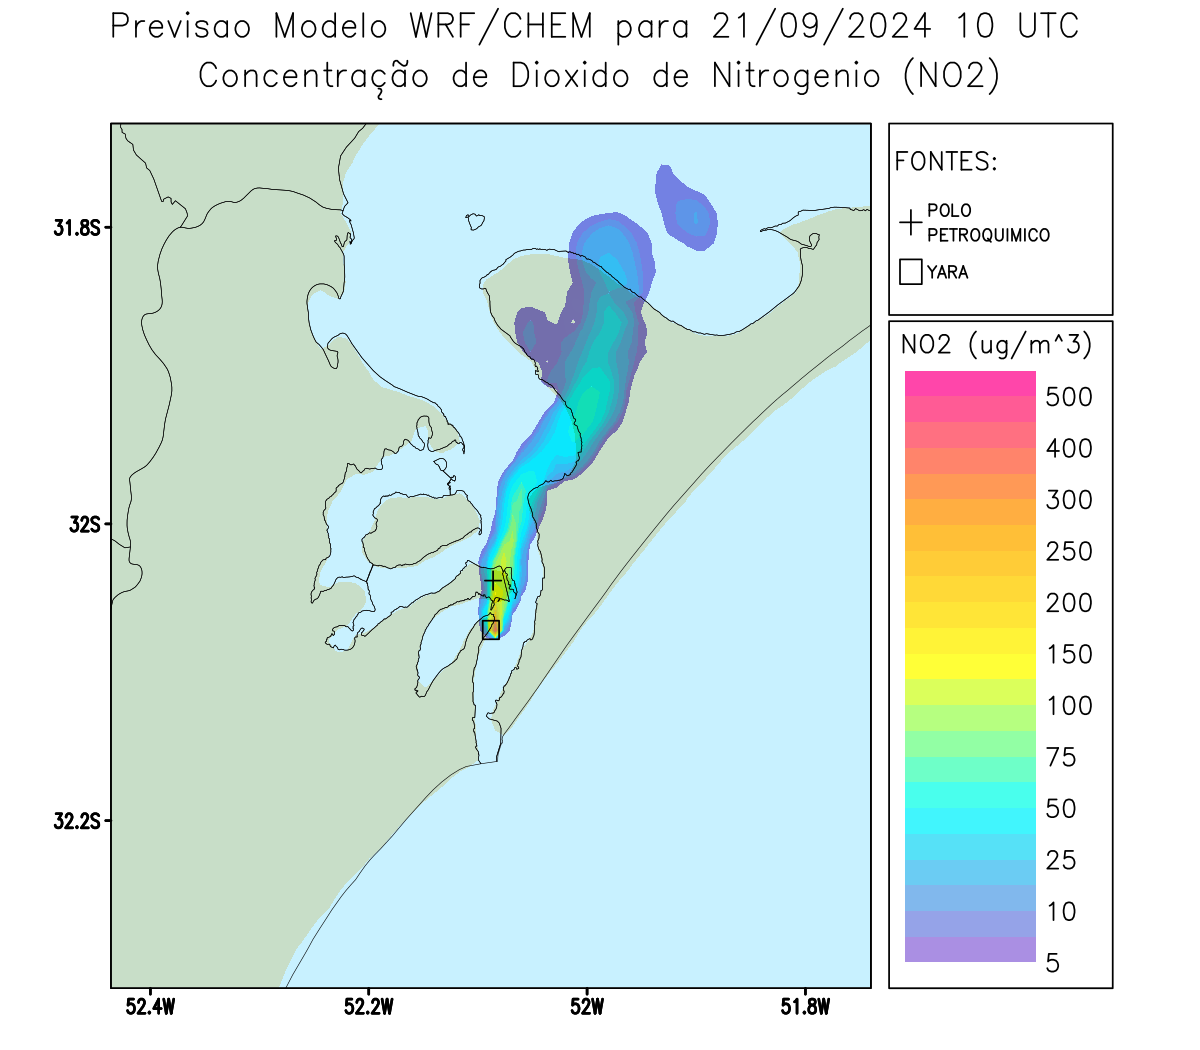 Previsao Modelo WRF/CHEM para 21/09/2024 10 UTC
Concentração de Dioxido de Nitrogenio (NO2)
FONTES:
POLO
PETROQUIMICO
YARA
NO2 (ug/m^3)
500
400
300
250
200
150
100
75
50
25
10
5
31.8S
32S
32.2S
52.4W
52.2W
52W
51.8W